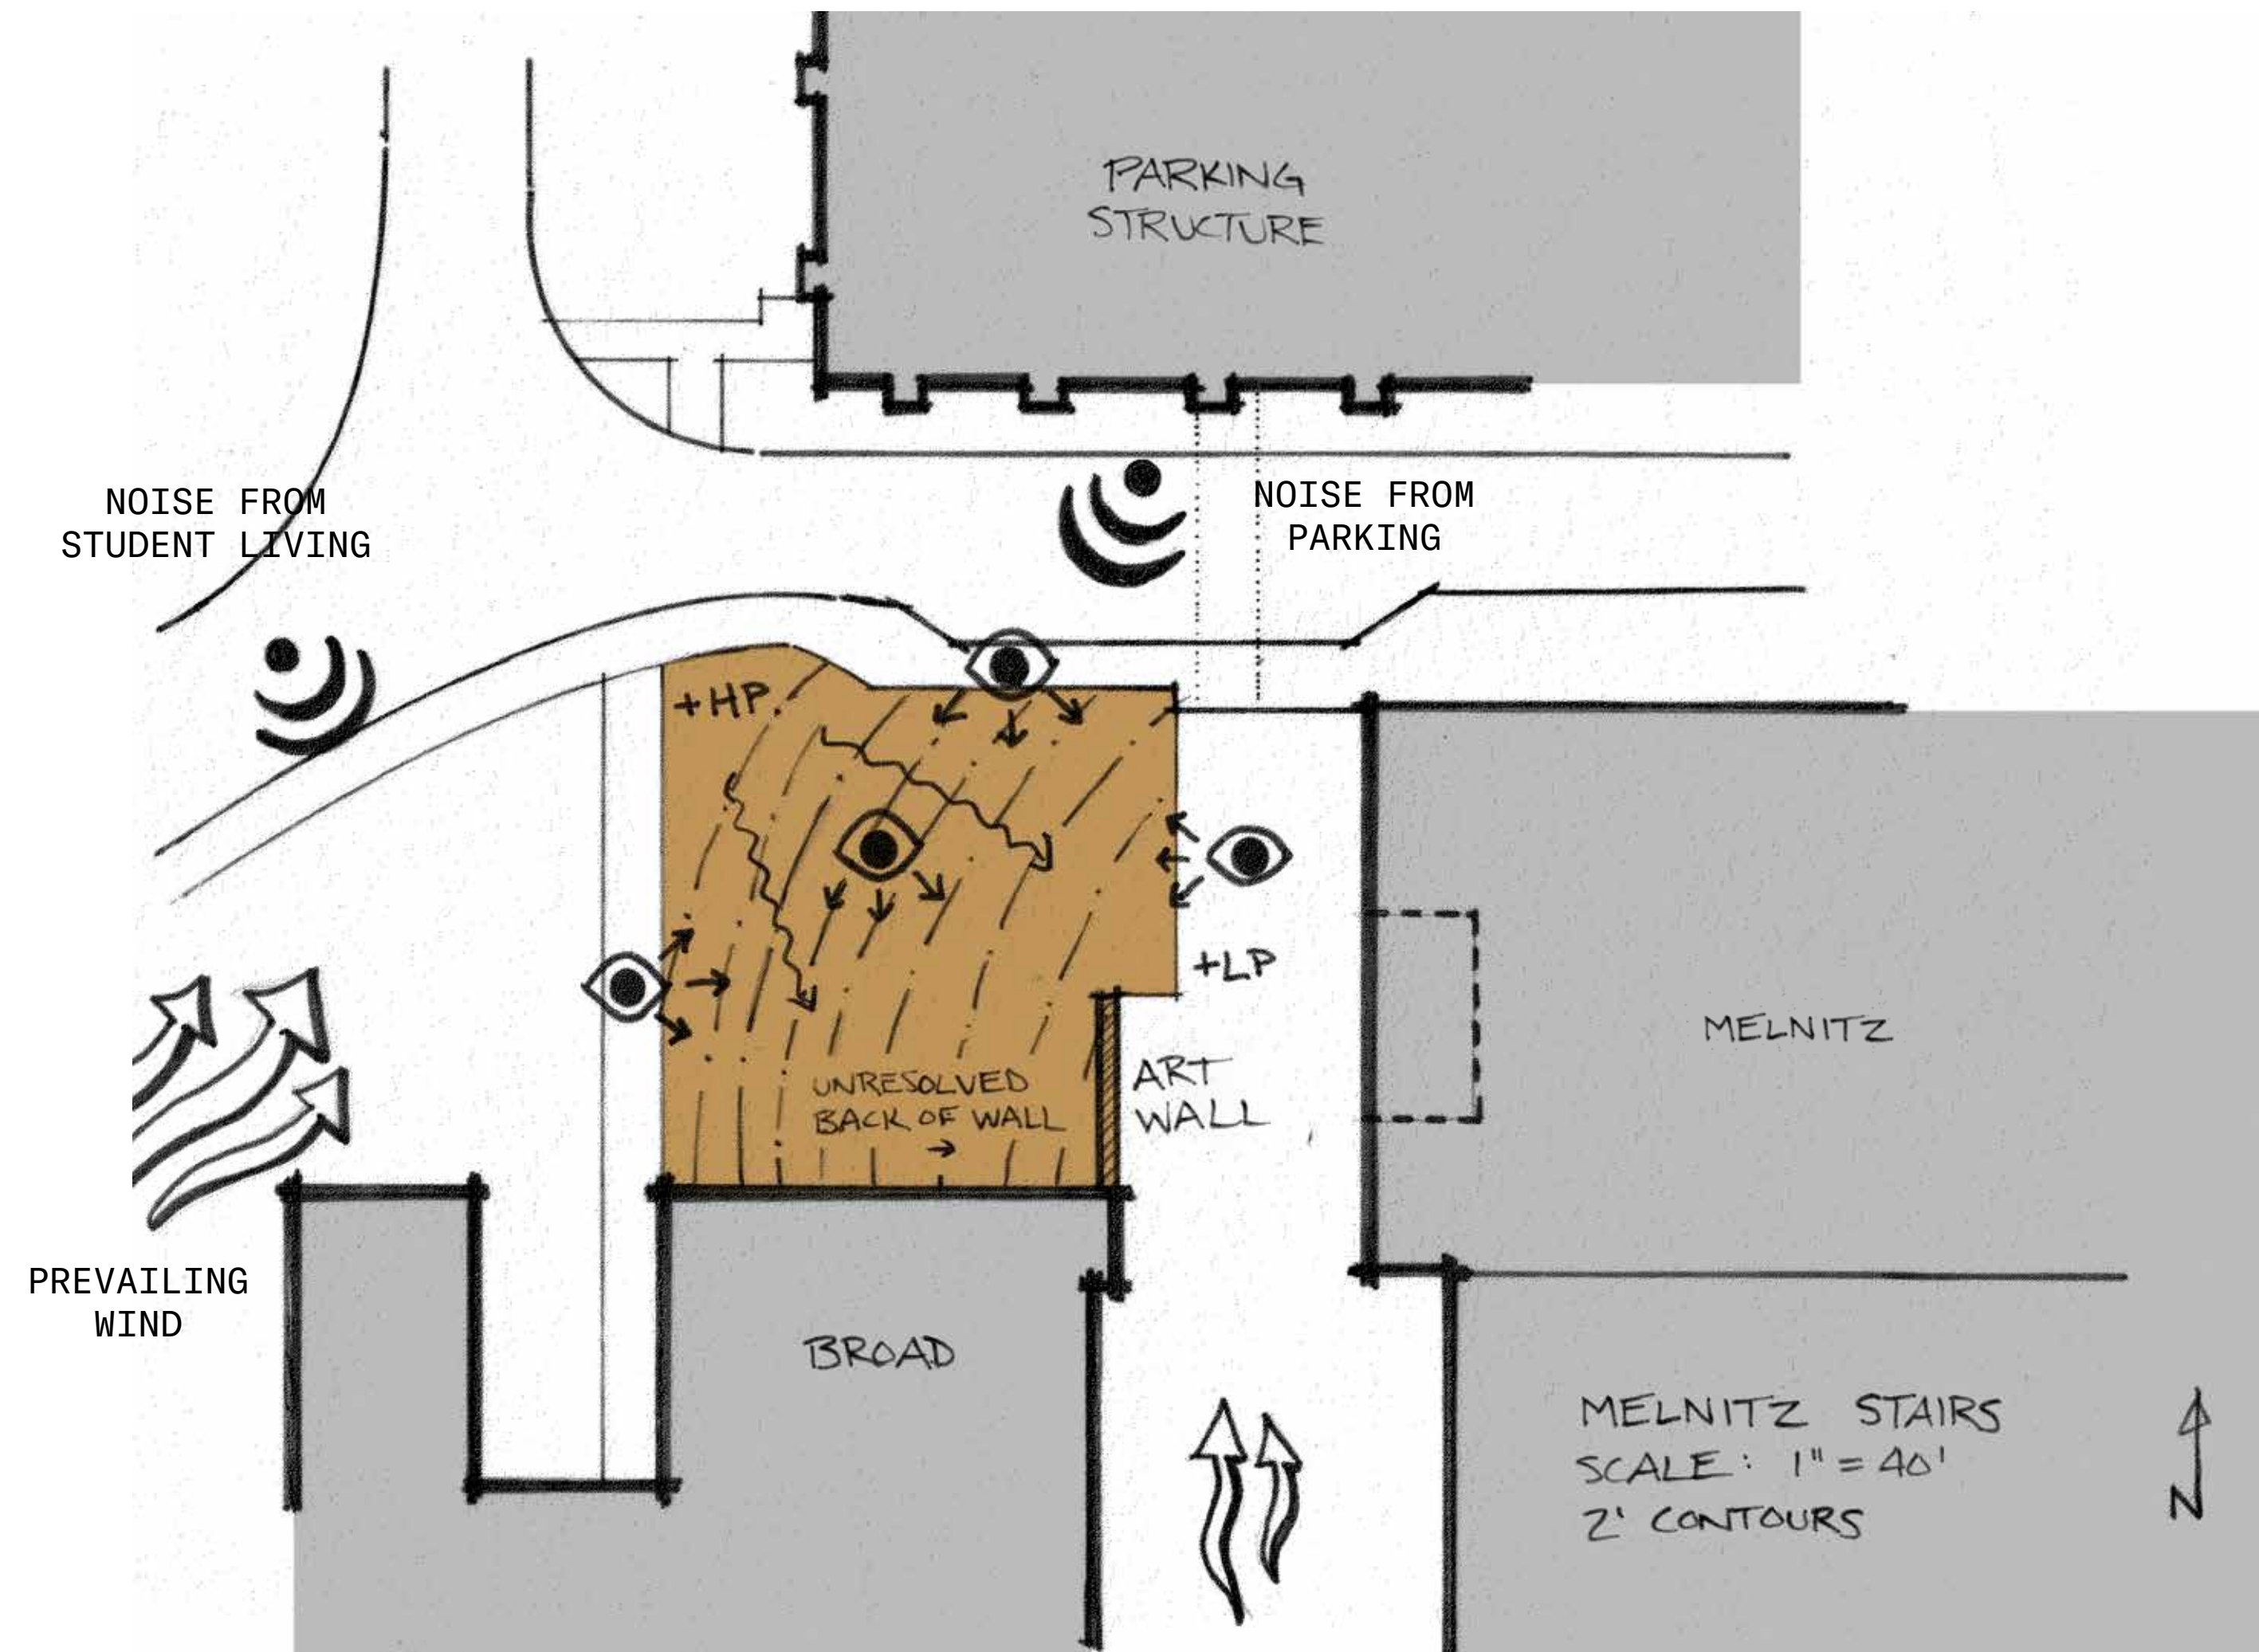 PARKING
STRUCTURE
NOISE FROM
STUDENT LIVING
NOISE FROM
PARKING
+HP.
+LP
ART
WALL
UNRESOLVED
BACK OF WALL
MELNITZ
PREVAILING
WIND
BROAD
MELNITZ STAIRS
SCALE: 1" = 40'
2' CONTOURS
N